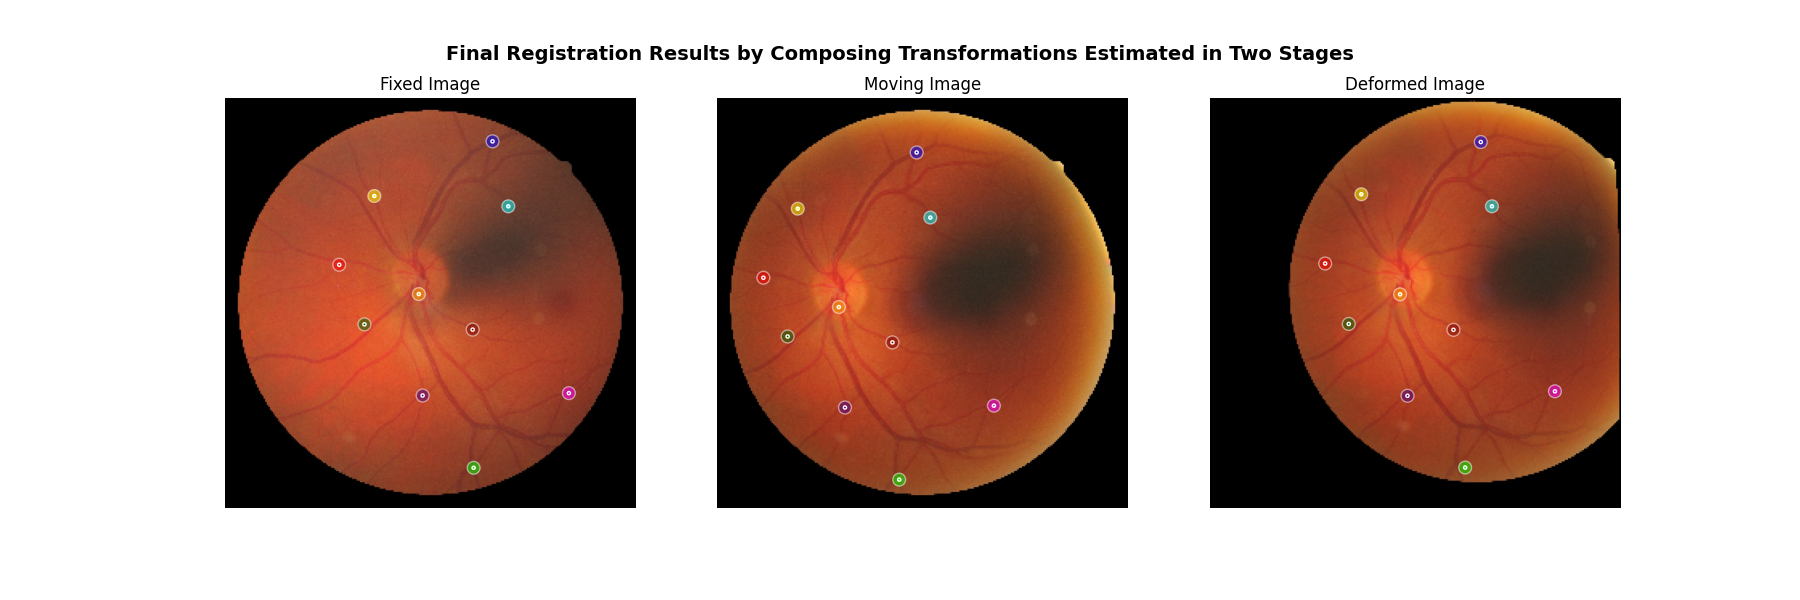 Final Registration Results by Composing Transformations Estimated in Two Stages
Fixed Image
Moving Image
Deformed Image